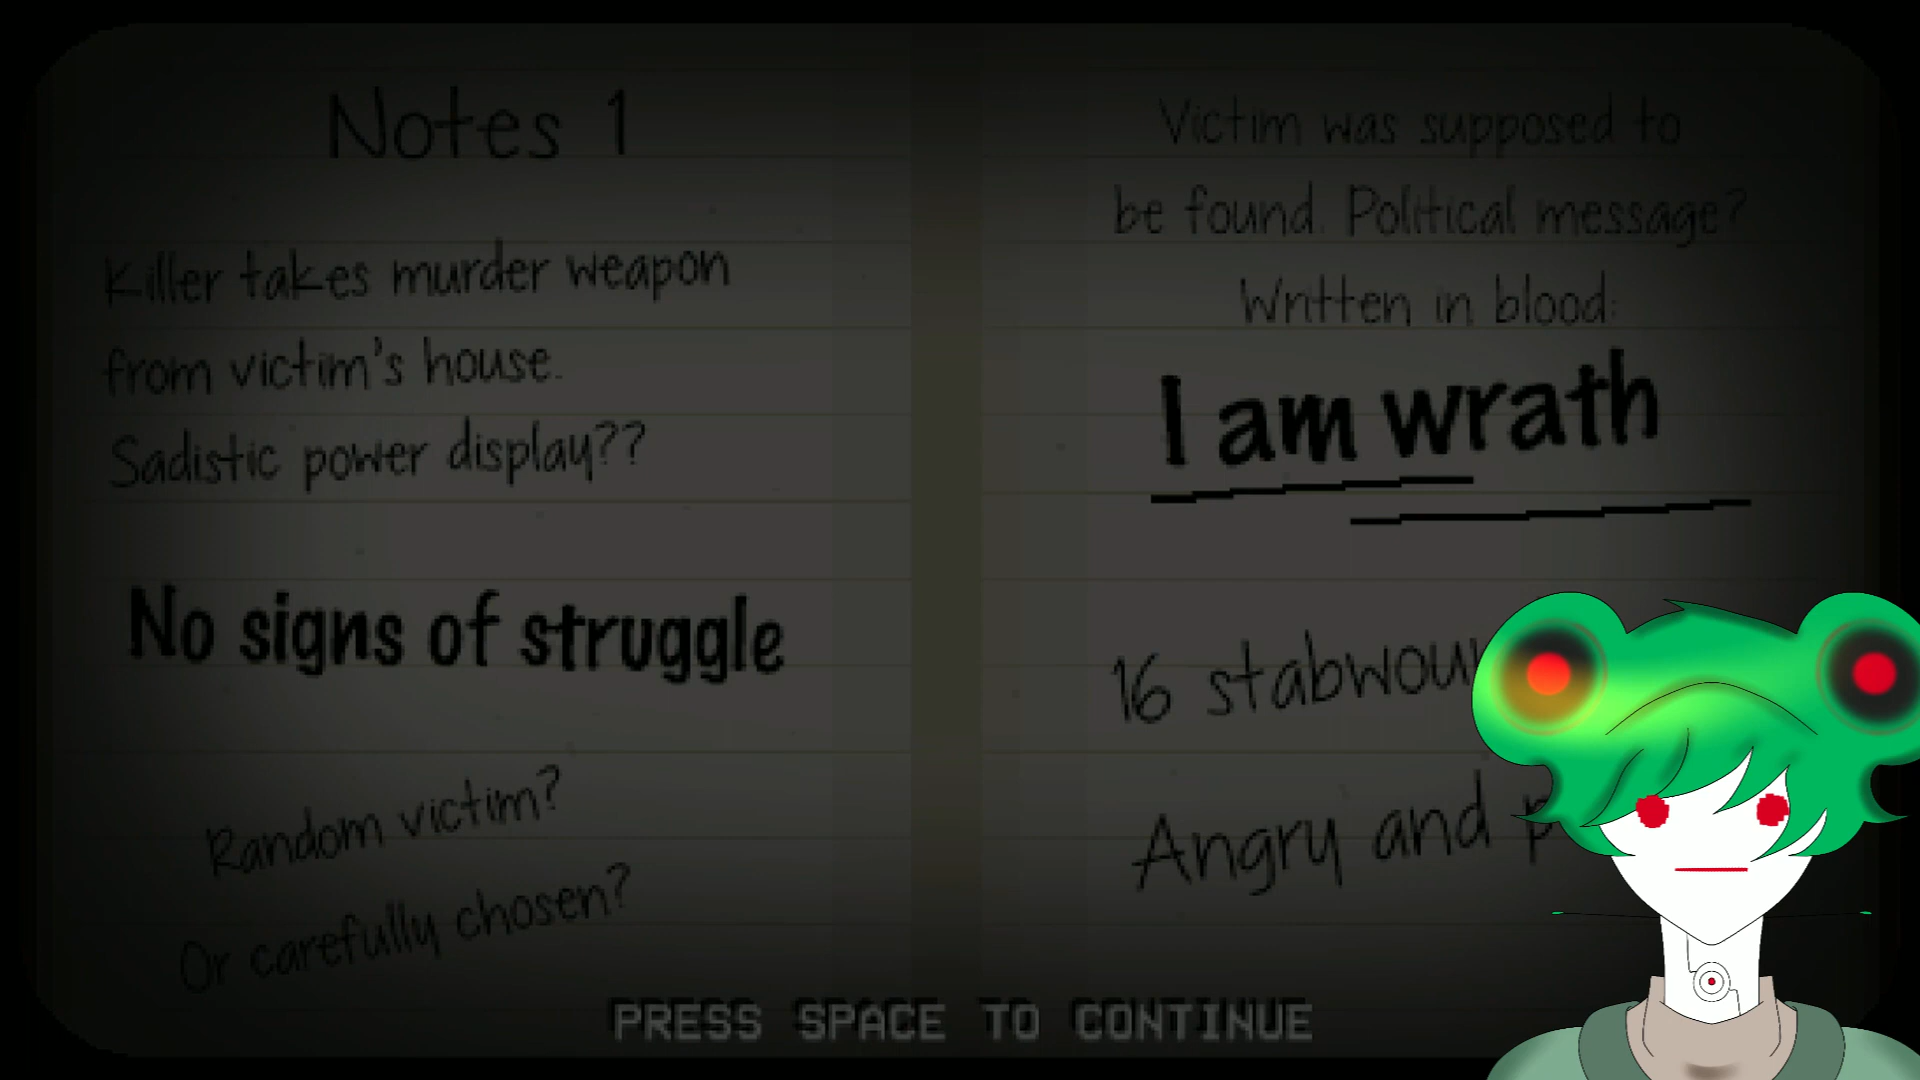 Notes 1
Killer takes murder weapon
from victim's house.
Sadistic power display??
No signs of struggle
Random victim?
Or carefully chosen?
Victim was supposed to
be found. Political message?
Written in blood:
I am wrath
16
Angry and
PRESS SPACE TO CONTINUE